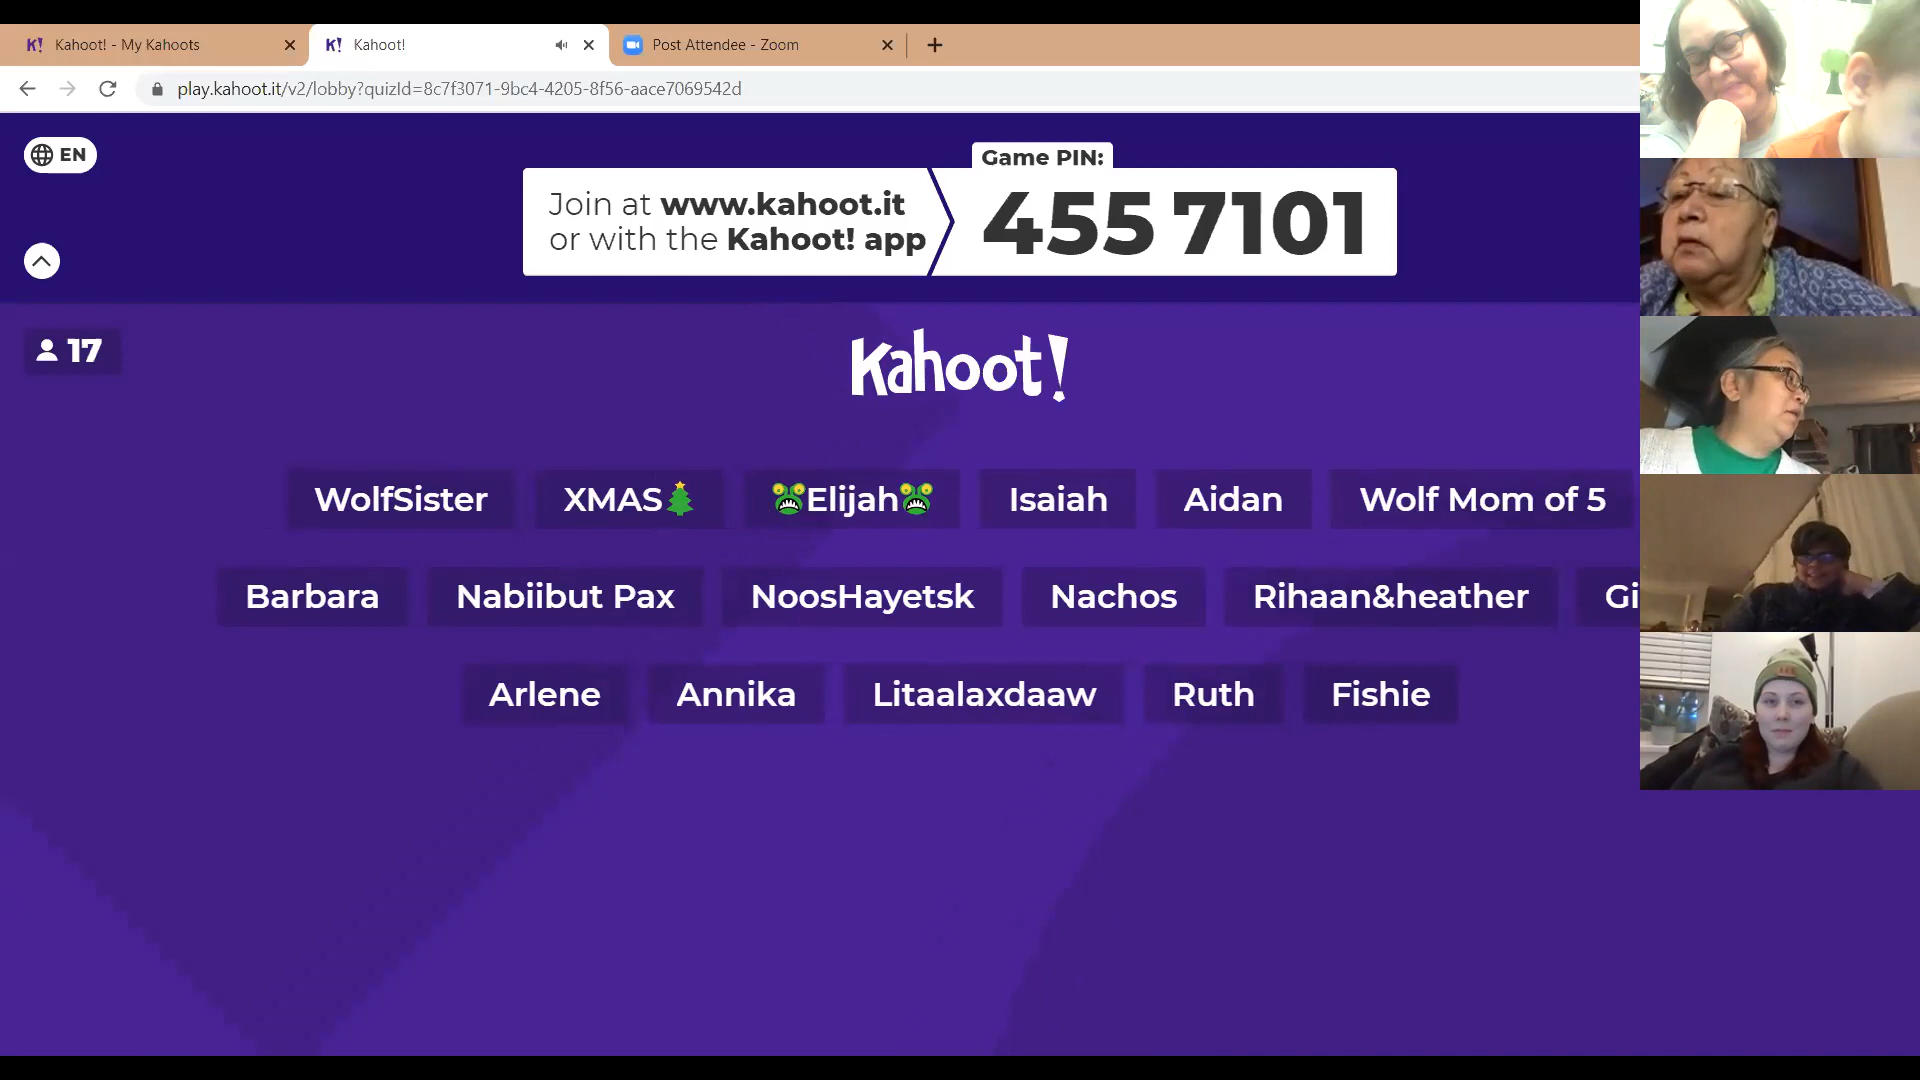 K! Kahoot! - My Kahoots
K! Kahoot!
Post Attendee - Zoom
play.kahoot.it/v2/lobby?quizId=8c7f3071-9bc4-4205-8f56-aace7069542d
EN
Game PIN:
Join at www.kahoot.it
or with the Kahoot! app
455 7101
17
Kahoot!
WolfSister XMAS🎄 Elijah Isaiah Aidan Wolf Mom of 5
Barbara Nabiibut Pax NoosHayetsk Nachos Rihaan&heather Gi
Arlene Annika Litaalaxdaaw Ruth Fishie